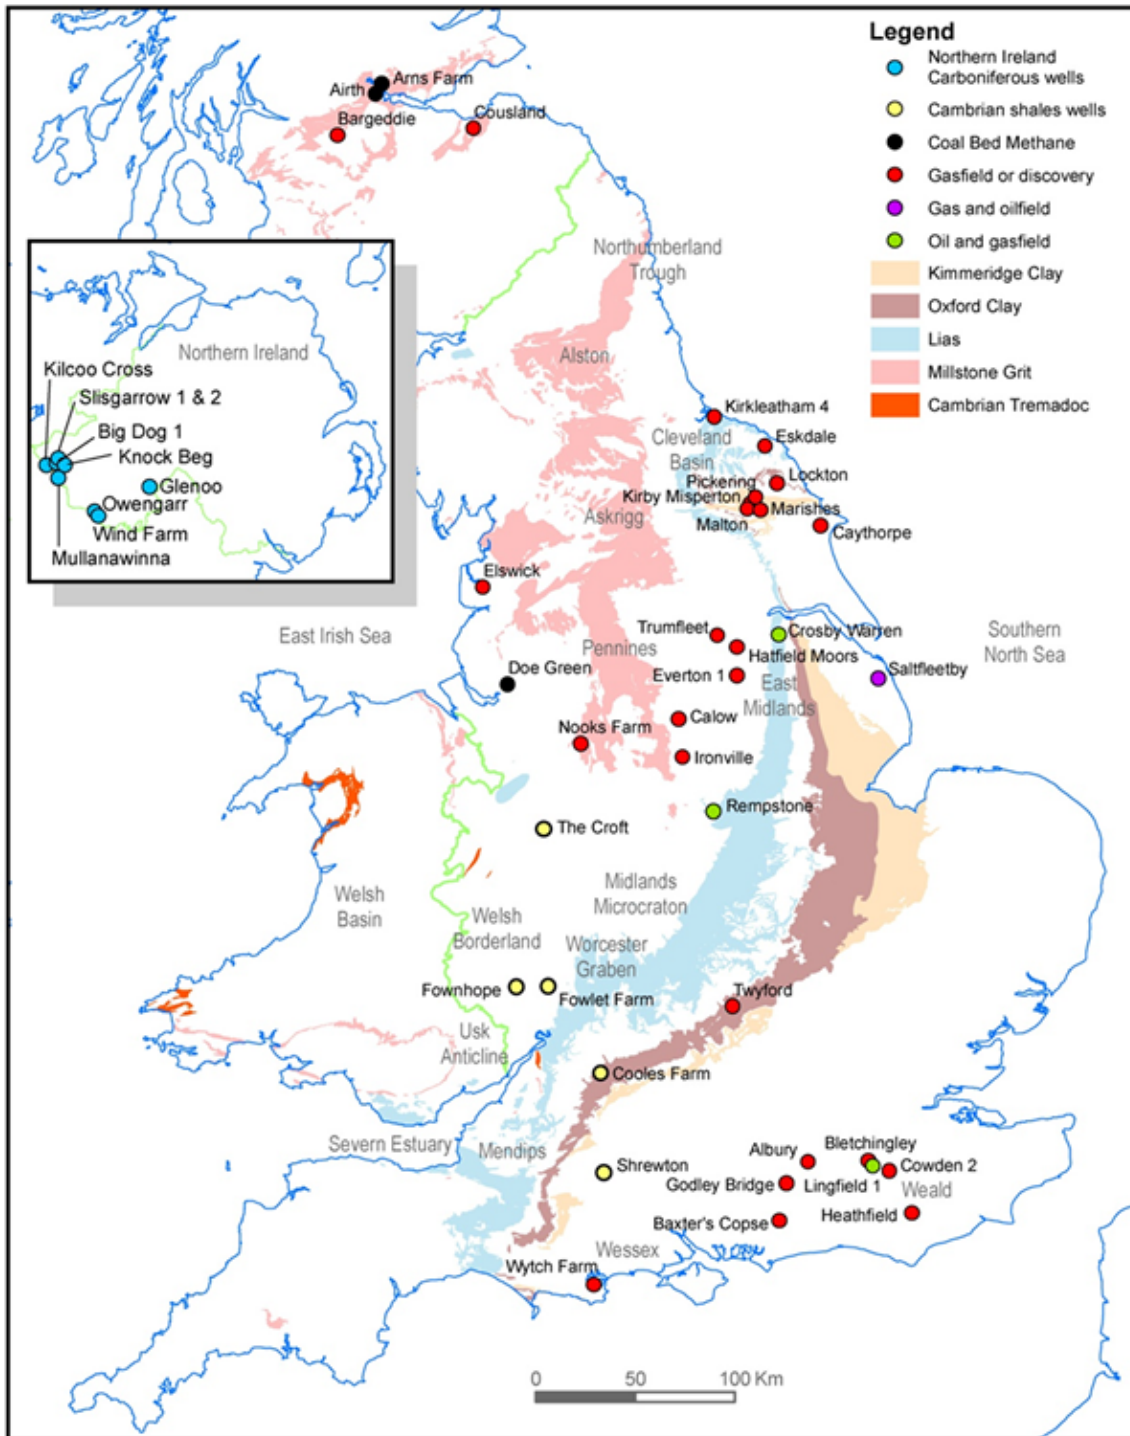 Legend
Northern Ireland
Carboniferous wells
Cambrian shales wells
Coal Bed Methane
Gasfield or discovery
Gas and oilfield
Oil and gasfield
Kimmeridge Clay
Oxford Clay
Lias
Millstone Grit
Cambrian Tremadoc
Arns Farm
Airth
Bargeddie
Cousland
Northumberland
Trough
Northern Ireland
Kilcoo Cross
Slisgarrow 1 & 2
Big Dog 1
Knock Beg
Glenoo
Owengarr
Wind Farm
Mullanawinna
Alston
Kirkleatham 4
Cleveland
Basin
Eskdale
Lockton
Pickering
Kirby Misperton
Marishes
Malton
Caythorpe
Askrigg
Elswick
East Irish Sea
Trumfleet
Crosby Warren
Southern
North Sea
Pennines
Hatfield Moors
Doe Green
Everton 1
Saltfleetby
East
Midlands
Calow
Nooks Farm
Ironville
Rempstone
The Croft
Welsh
Basin
Midlands
Microcraton
Welsh
Borderland
Worcester
Graben
Fownhope
Fowlet Farm
Twyford
Usk
Anticline
Cooles Farm
Severn Estuary
Mendips
Shrewton
Albury
Bletchingley
Cowden 2
Godley Bridge
Lingfield 1
Weald
Baxter's Copse
Heathfield
Wessex
Wytch Farm
0 50 100 Km